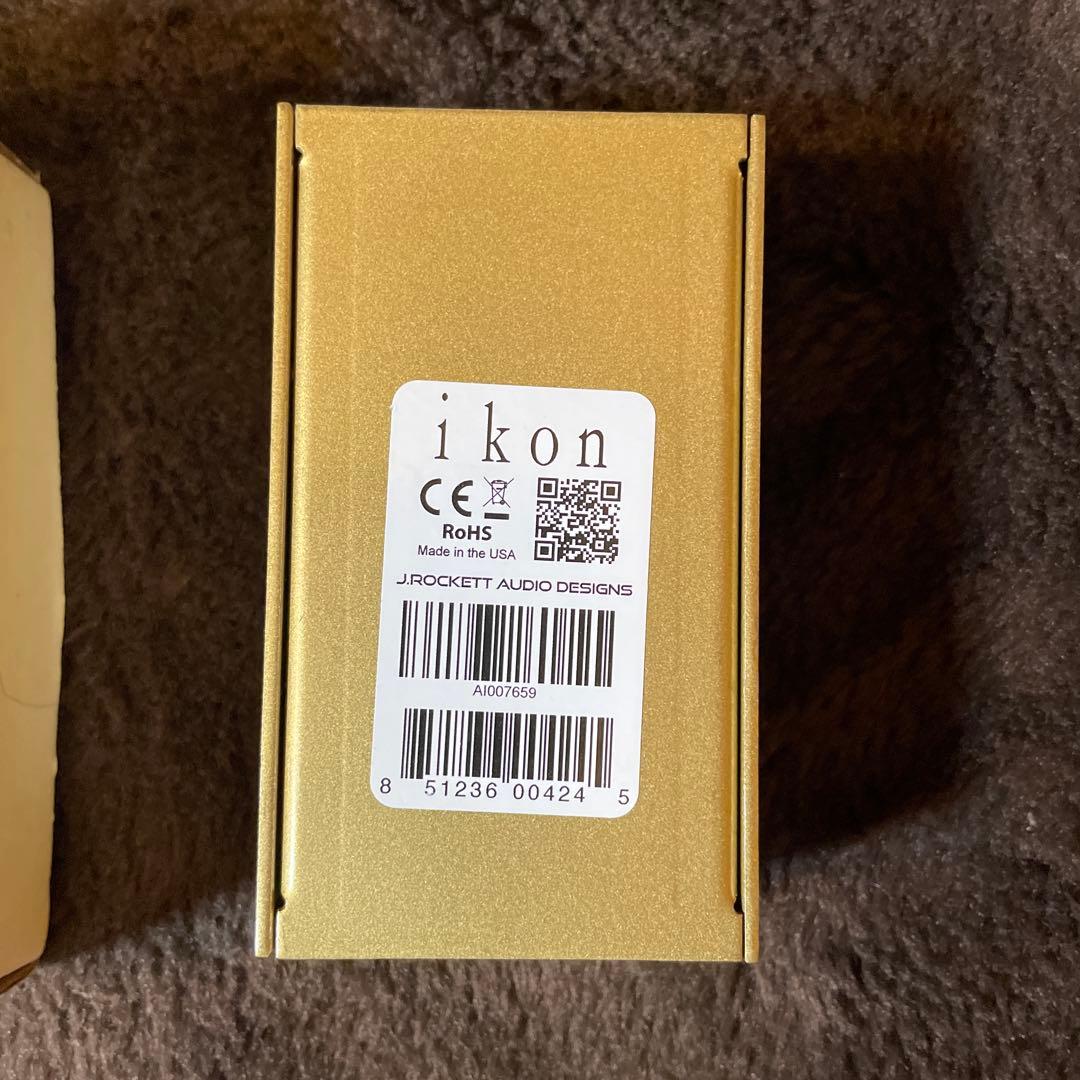 ikon
CE
RoHS
Made in the USA
J.ROCKETT AUDIO DESIGNS
AI007659
8 51236 00424 5